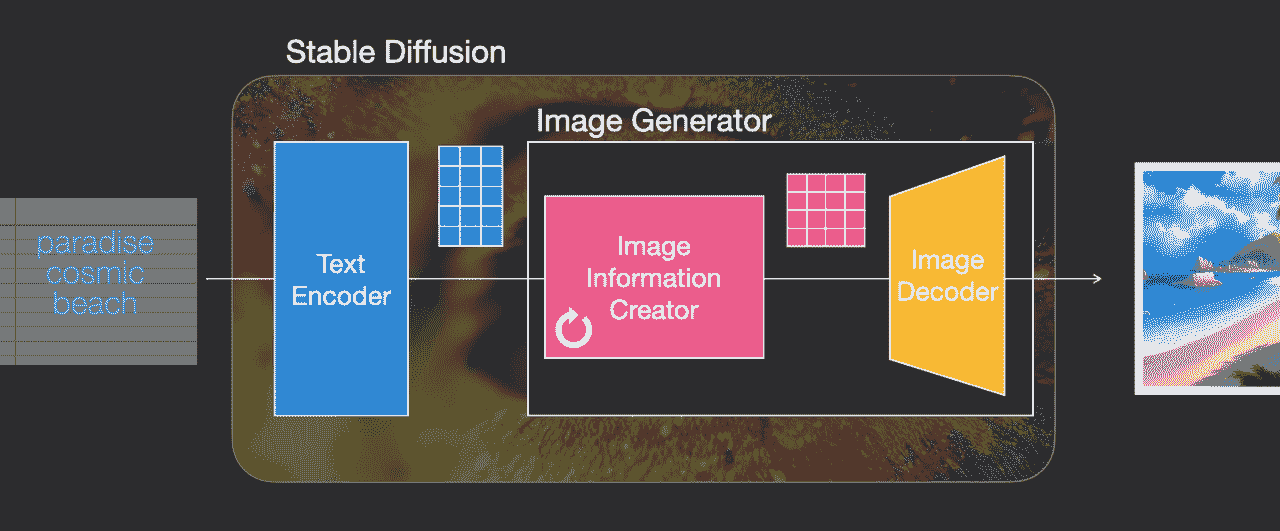 Stable Diffusion
Image Generator
paradise
cosmic
beach
Text
Encoder
Image
Information
Creator
Image
Decoder